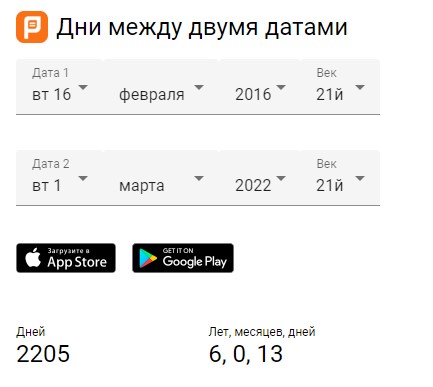 Дни между двумя датами
Дата 1
Век
вт 16 февраля 2016 21й
Дата 2
Век
вт 1 марта 2022 21й
Загрузите в
App Store
GET IT ON
Google Play
Дней
Лет, месяцев, дней
2205
6, 0, 13